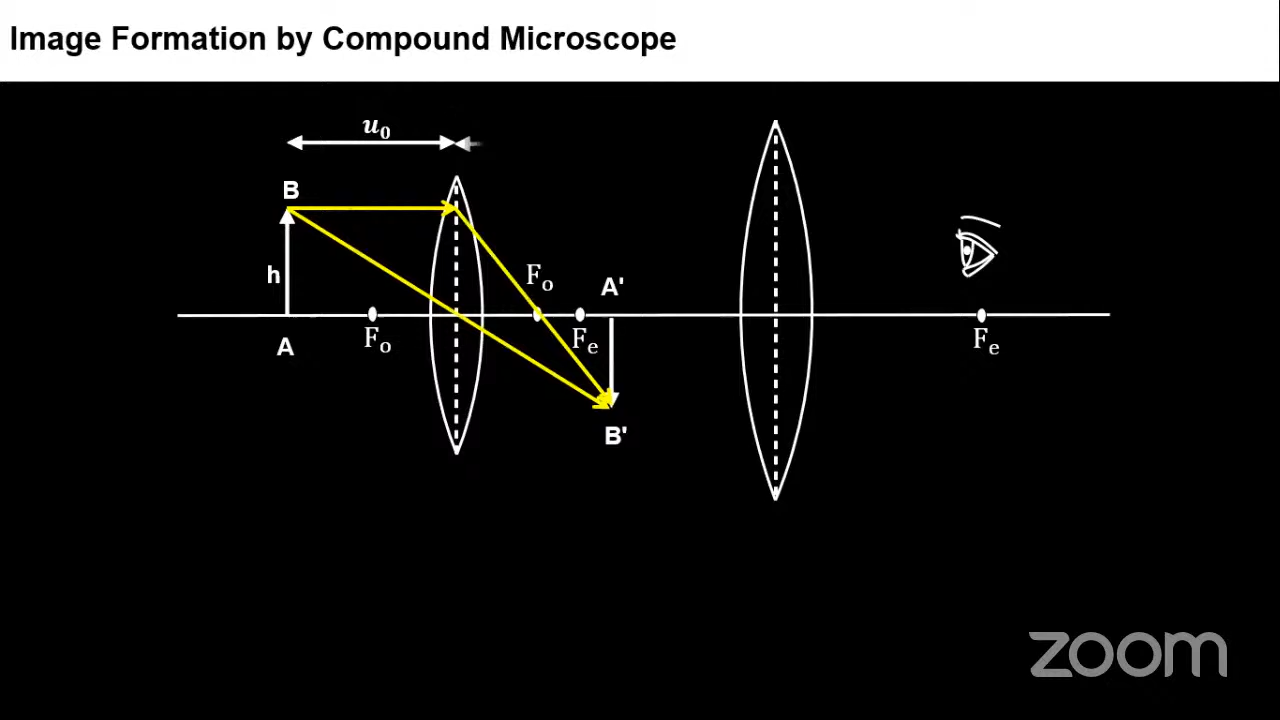 Image Formation by Compound Microscope
u₀
B
h
A
Fₒ
Fₒ
Fₑ
A'
B'
Fₑ
zoom